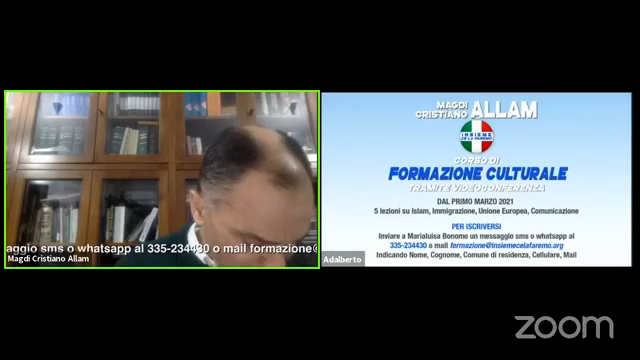 aggio sms o whatsapp al 335-234430 o mail formazione@
Magdi Cristiano Allam
MAGDI
CRISTIANO ALLAM
INSIEME
CE LA FAREMO
CORSO DI
FORMAZIONE CULTURALE
TRAMITE VIDEOCONFERENZA
DAL PRIMO MARZO 2021
5 lezioni su Islam, Immigrazione, Unione Europea, Comunicazione
PER ISCRIVERSI
Inviare a Marialuisa Bonomo un messaggio sms o whatsapp al
335-234430 o mail formazione@insiemecelafaremo.org
Indicando Nome, Cognome, Comune di residenza, Cellulare, Mail
Adalberto
zoom